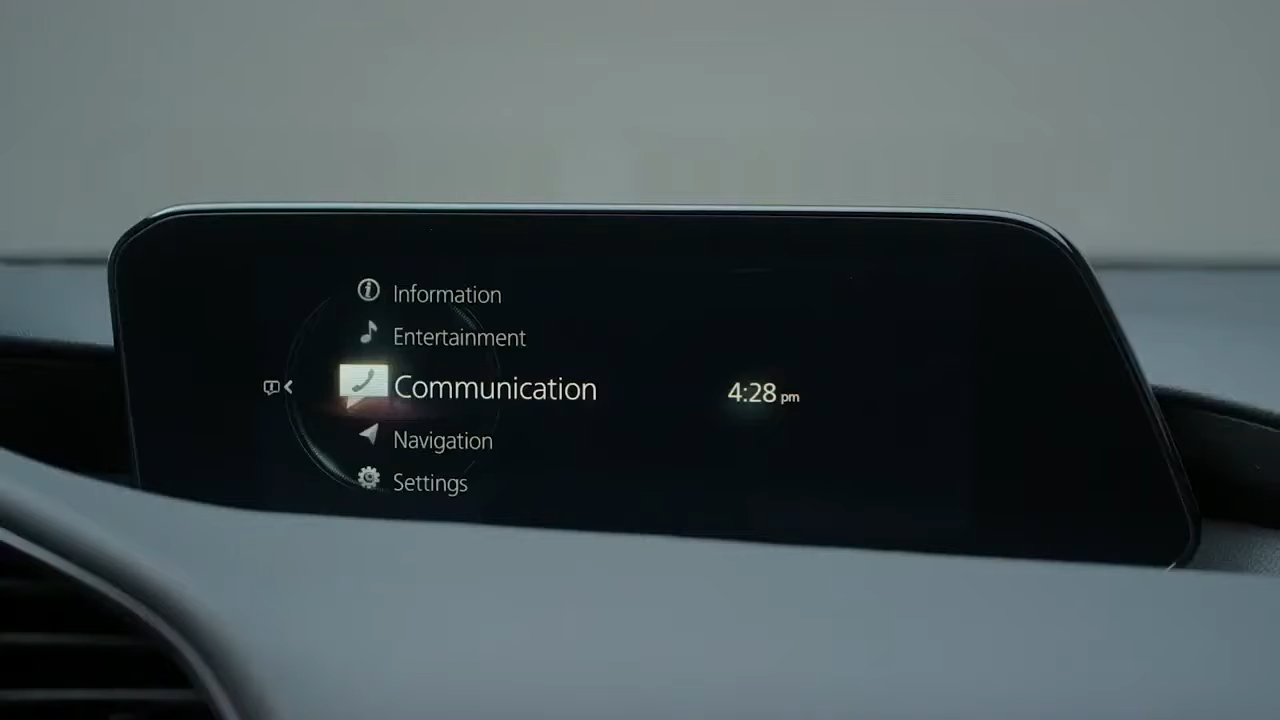 Information
Entertainment
Communication
4:28 pm
Navigation
Settings